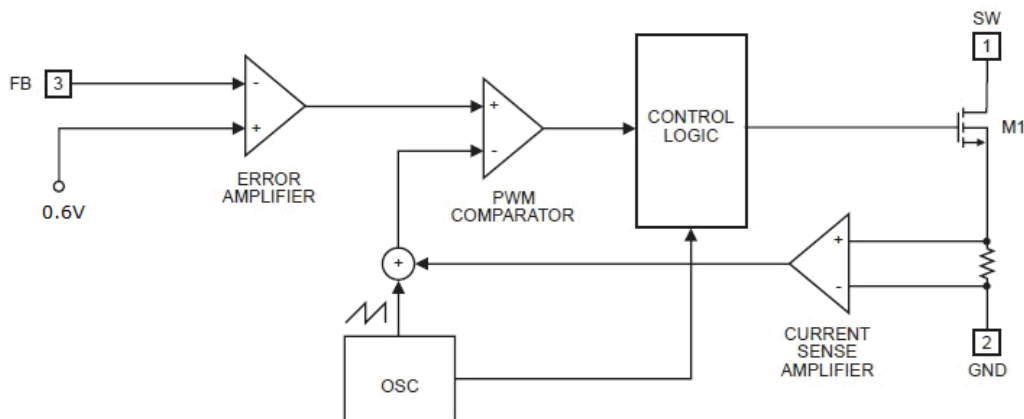 SW
1
FB
3
-
+
ERROR
AMPLIFIER
0.6V
+
-
PWM
COMPARATOR
CONTROL
LOGIC
M1
+
OSC
+
-
CURRENT
SENSE
AMPLIFIER
2
GND